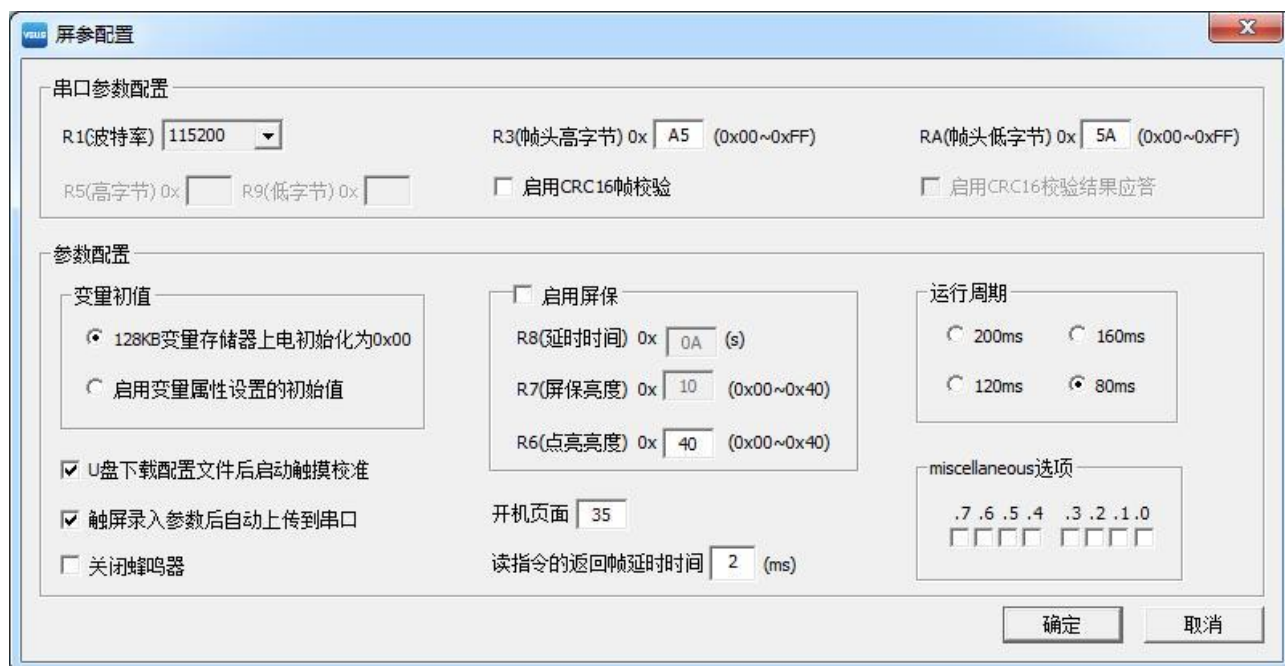 VGUS 屏参配置
串口参数配置
R1(波特率) 115200 R3(帧头高字节) 0x A5 (0x00~0xFF) RA(帧头低字节) 0x 5A (0x00~0xFF)
R5(高字节) 0x R9(低字节) 0x 启用CRC16帧校验 启用CRC16校验结果应答
参数配置
变量初值
128KB变量存储器上电初始化为0x00
启用变量属性设置的初始值
启用屏保
R8(延时时间) 0x 0A (s)
R7(屏保亮度) 0x 10 (0x00~0x40)
R6(点亮亮度) 0x 40 (0x00~0x40)
运行周期
200ms 160ms
120ms 80ms
U盘下载配置文件后启动触摸校准
触屏录入参数后自动上传到串口
关闭蜂鸣器
开机页面 35
读指令的返回帧延时时间 2 (ms)
miscellaneous选项
.7 .6 .5 .4 .3 .2 .1 .0
确定 取消